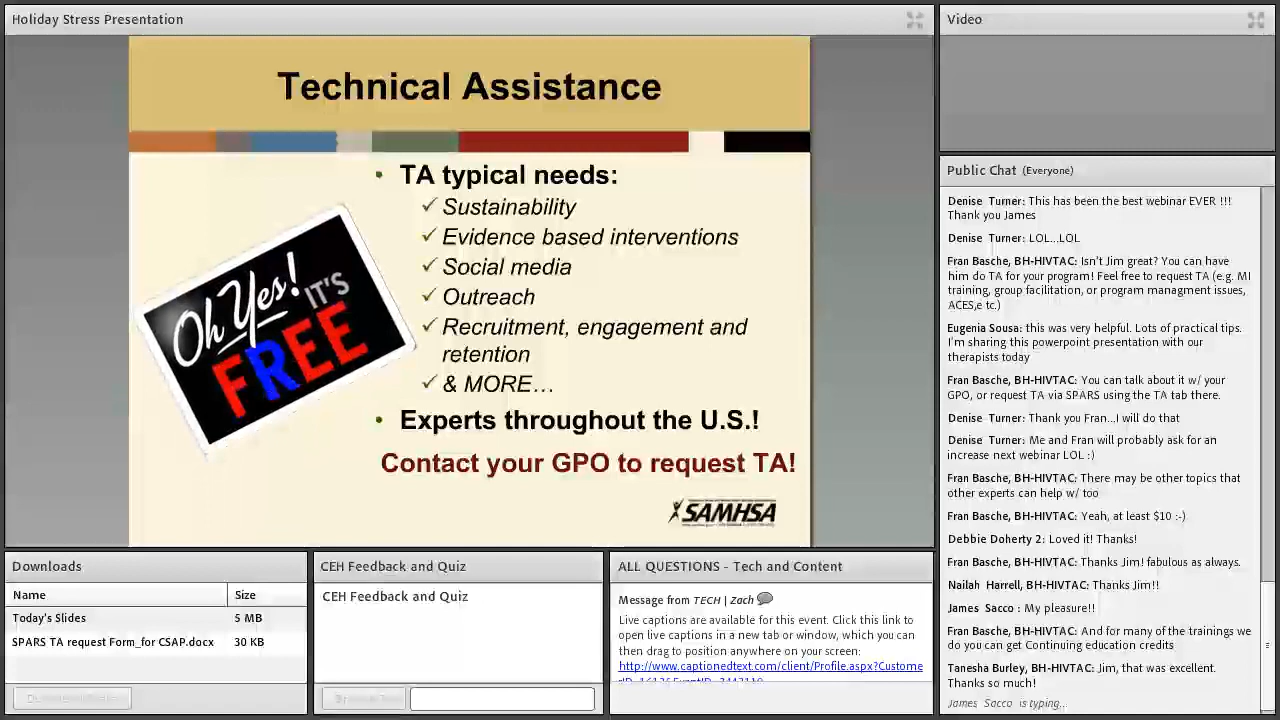 Holiday Stress Presentation
Technical Assistance
• TA typical needs:
✓ Sustainability
✓ Evidence based interventions
✓ Social media
✓ Outreach
✓ Recruitment, engagement and
retention
✓ & MORE…
• Experts throughout the U.S.!
Contact your GPO to request TA!
Oh Yes! IT'S
FREE
SAMHSA
Video
Public Chat (Everyone)
Denise Turner: This has been the best webinar EVER !!!
Thank you James
Denise Turner: LOL...LOL
Fran Basche, BH-HIVTAC: Isn't Jim great? You can have
him do TA for your program! Feel free to request TA (e.g. MI
training, group facilitation, or program managment issues,
ACES,e tc.)
Eugenia Sousa: this was very helpful. Lots of practical tips.
I'm sharing this powerpoint presentation with our
therapists today
Fran Basche, BH-HIVTAC: You can talk about it w/ your
GPO, or request TA via SPARS using the TA tab there.
Denise Turner: Thank you Fran...I will do that
Denise Turner: Me and Fran will probably ask for an
increase next webinar LOL :)
Fran Basche, BH-HIVTAC: There may be other topics that
other experts can help w/ too
Fran Basche, BH-HIVTAC: Yeah, at least $10 :-)
Debbie Doherty 2: Loved it! Thanks!
Fran Basche, BH-HIVTAC: Thanks Jim! fabulous as always.
Nailah Harrell, BH-HIVTAC: Thanks Jim!!
James Sacco : My pleasure!!
Fran Basche, BH-HIVTAC: And for many of the trainings we
do you can get Continuing education credits
Tanesha Burley, BH-HIVTAC: Jim, that was excellent.
Thanks so much!
James Sacco is typing...
Downloads
Name Size
Today's Slides 5 MB
SPARS TA request Form_for CSAP.docx 30 KB
CEH Feedback and Quiz
CEH Feedback and Quiz
ALL QUESTIONS - Tech and Content
Message from TECH | Zach
Live captions are available for this event. Click this link to
open live captions in a new tab or window, which you can
then drag to position anywhere on your screen:
http://www.captionedtext.com/client/Profile.aspx?Custome